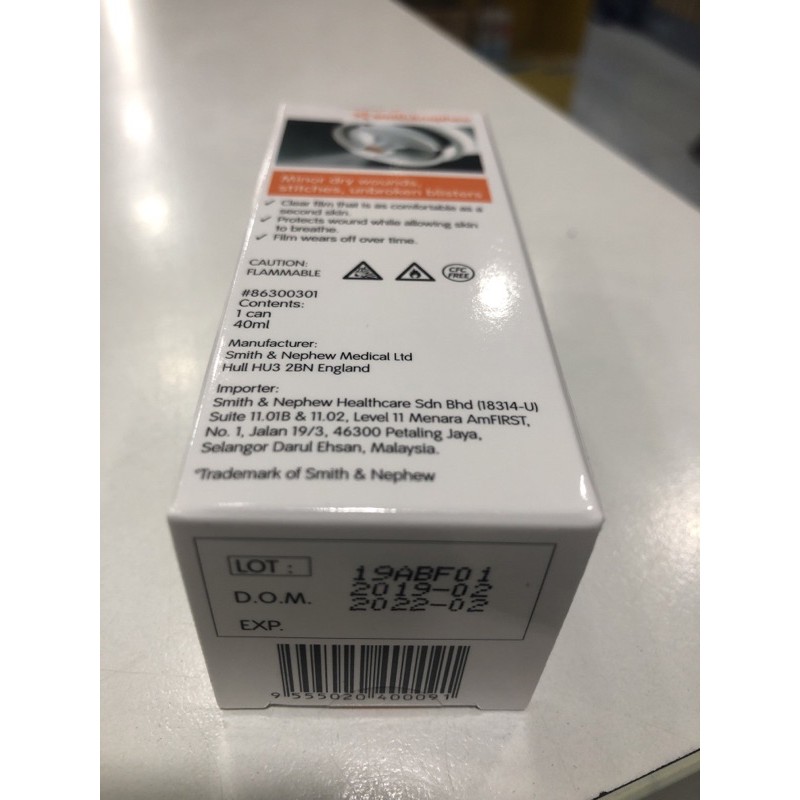 Minor dry wounds,
stitches, unbroken blisters
✓ Clear film that is as comfortable as a
second skin.
✓ Protects wound while allowing skin
to breathe.
✓ Film wears off over time.
CAUTION:
FLAMMABLE
CFC
FREE
#86300301
Contents:
1 can
40ml
Manufacturer:
Smith & Nephew Medical Ltd
Hull HU3 2BN England
Importer:
Smith & Nephew Healthcare Sdn Bhd (18314-U)
Suite 11.01B & 11.02, Level 11 Menara AmFIRST,
No. 1, Jalan 19/3, 46300 Petaling Jaya,
Selangor Darul Ehsan, Malaysia.
*Trademark of Smith & Nephew
LOT : 19ABF01
D.O.M. 2019-02
EXP. 2022-02
9 555020 400091